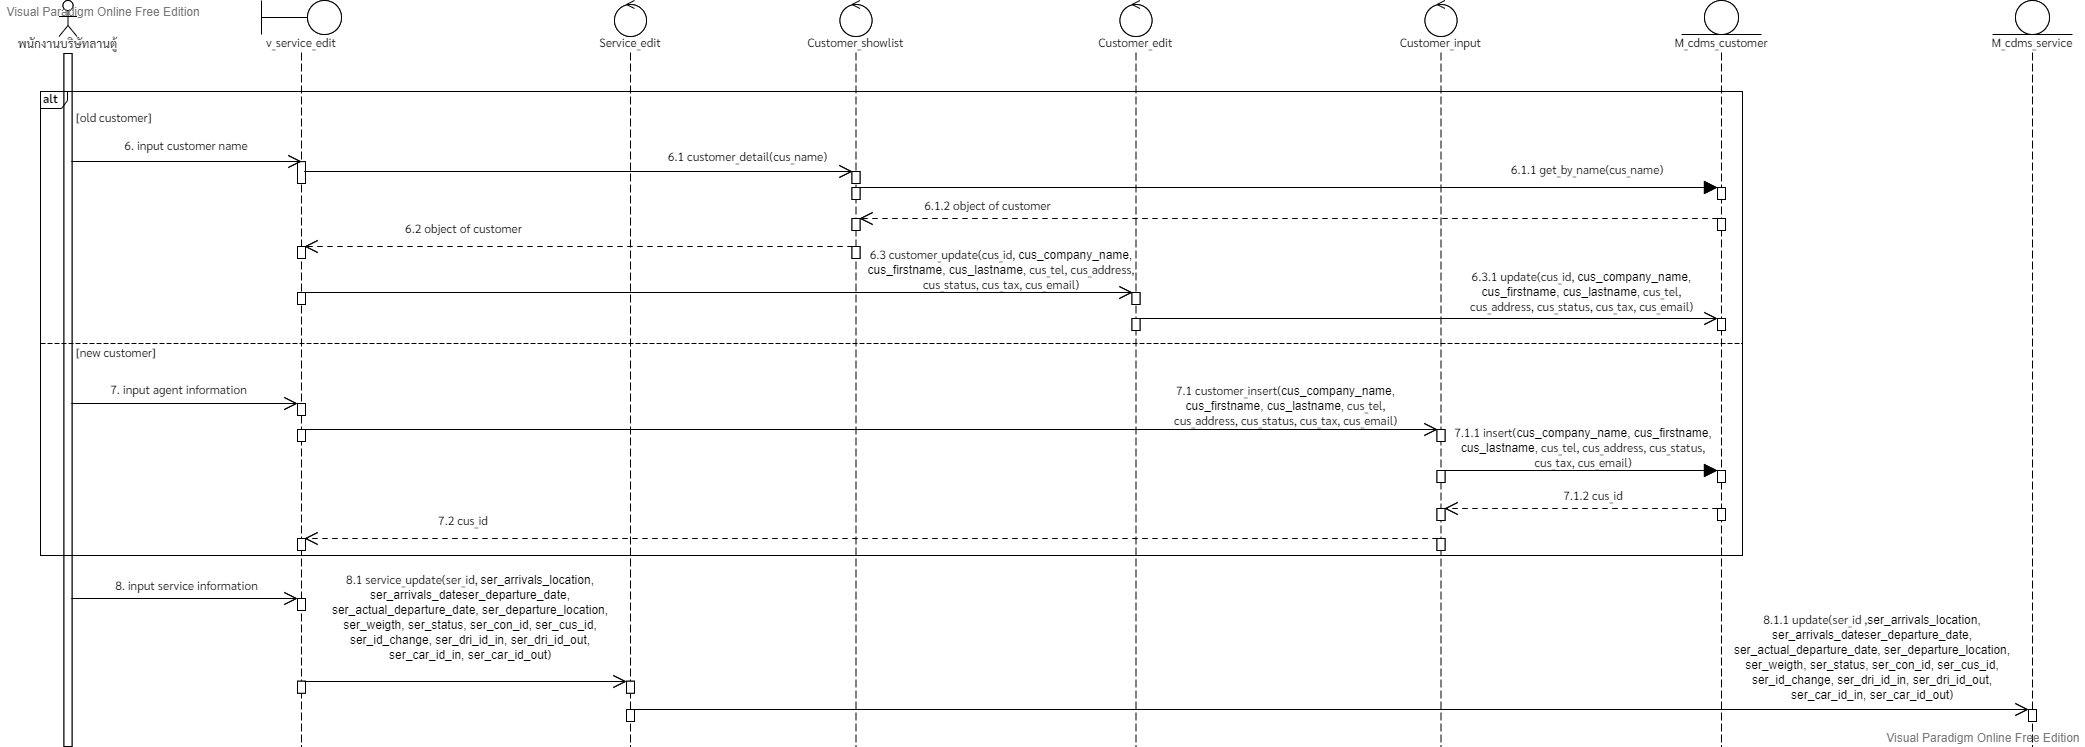 Visual Paradigm Online Free Edition
พนักงานบริษัทลานตู้
v_service_edit
Service_edit
Customer_showlist
Customer_edit
Customer_input
M_cdms_customer
M_cdms_service
alt
[old customer]
6. input customer name
6.1 customer_detail(cus_name)
6.1.1 get_by_name(cus_name)
6.1.2 object of customer
6.2 object of customer
6.3 customer_update(cus_id, cus_company_name,
cus_firstname, cus_lastname, cus_tel, cus_address,
cus_status, cus_tax, cus_email)
6.3.1 update(cus_id, cus_company_name,
cus_firstname, cus_lastname, cus_tel,
cus_address, cus_status, cus_tax, cus_email)
[new customer]
7. input agent information
7.1 customer_insert(cus_company_name,
cus_firstname, cus_lastname, cus_tel,
cus_address, cus_status, cus_tax, cus_email)
7.1.1 insert(cus_company_name, cus_firstname,
cus_lastname, cus_tel, cus_address, cus_status,
cus_tax, cus_email)
7.1.2 cus_id
7.2 cus_id
8. input service information
8.1 service_update(ser_id, ser_arrivals_location,
ser_arrivals_dateser_departure_date,
ser_actual_departure_date, ser_departure_location,
ser_weigth, ser_status, ser_con_id, ser_cus_id,
ser_id_change, ser_dri_id_in, ser_dri_id_out,
ser_car_id_in, ser_car_id_out)
8.1.1 update(ser_id ,ser_arrivals_location,
ser_arrivals_dateser_departure_date,
ser_actual_departure_date, ser_departure_location,
ser_weigth, ser_status, ser_con_id, ser_cus_id,
ser_id_change, ser_dri_id_in, ser_dri_id_out,
ser_car_id_in, ser_car_id_out)
Visual Paradigm Online Free Edition